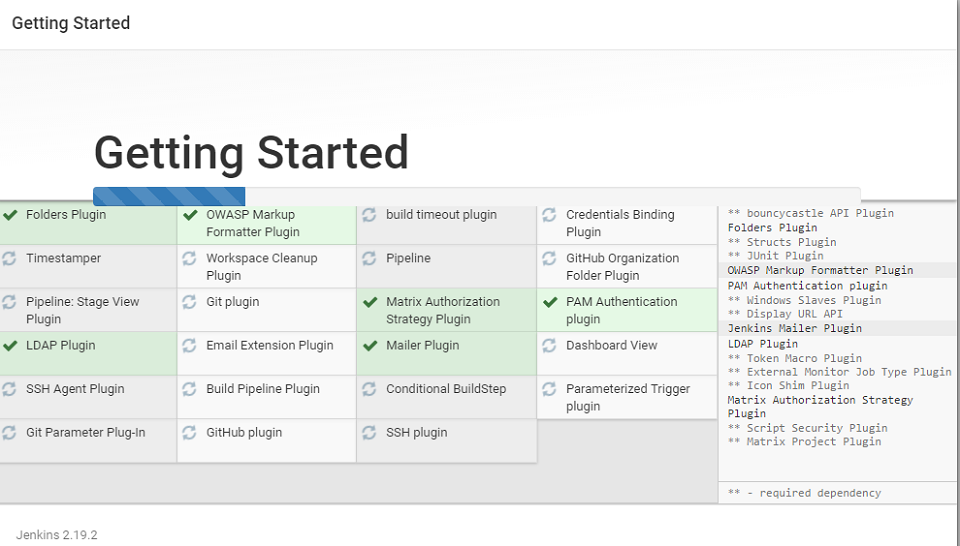 Getting Started
Getting Started
Folders Plugin
OWASP Markup
Formatter Plugin
build timeout plugin
Credentials Binding
Plugin
Timestamper
Workspace Cleanup
Plugin
Pipeline
GitHub Organization
Folder Plugin
Pipeline: Stage View
Plugin
Git plugin
Matrix Authorization
Strategy Plugin
PAM Authentication
plugin
LDAP Plugin
Email Extension Plugin
Mailer Plugin
Dashboard View
SSH Agent Plugin
Build Pipeline Plugin
Conditional BuildStep
Parameterized Trigger
plugin
Git Parameter Plug-In
GitHub plugin
SSH plugin
** bouncycastle API Plugin
Folders Plugin
** Structs Plugin
** JUnit Plugin
OWASP Markup Formatter Plugin
PAM Authentication plugin
** Windows Slaves Plugin
** Display URL API
Jenkins Mailer Plugin
LDAP Plugin
** Token Macro Plugin
** External Monitor Job Type Plugin
** Icon Shim Plugin
Matrix Authorization Strategy
Plugin
** Script Security Plugin
** Matrix Project Plugin
** - required dependency
Jenkins 2.19.2